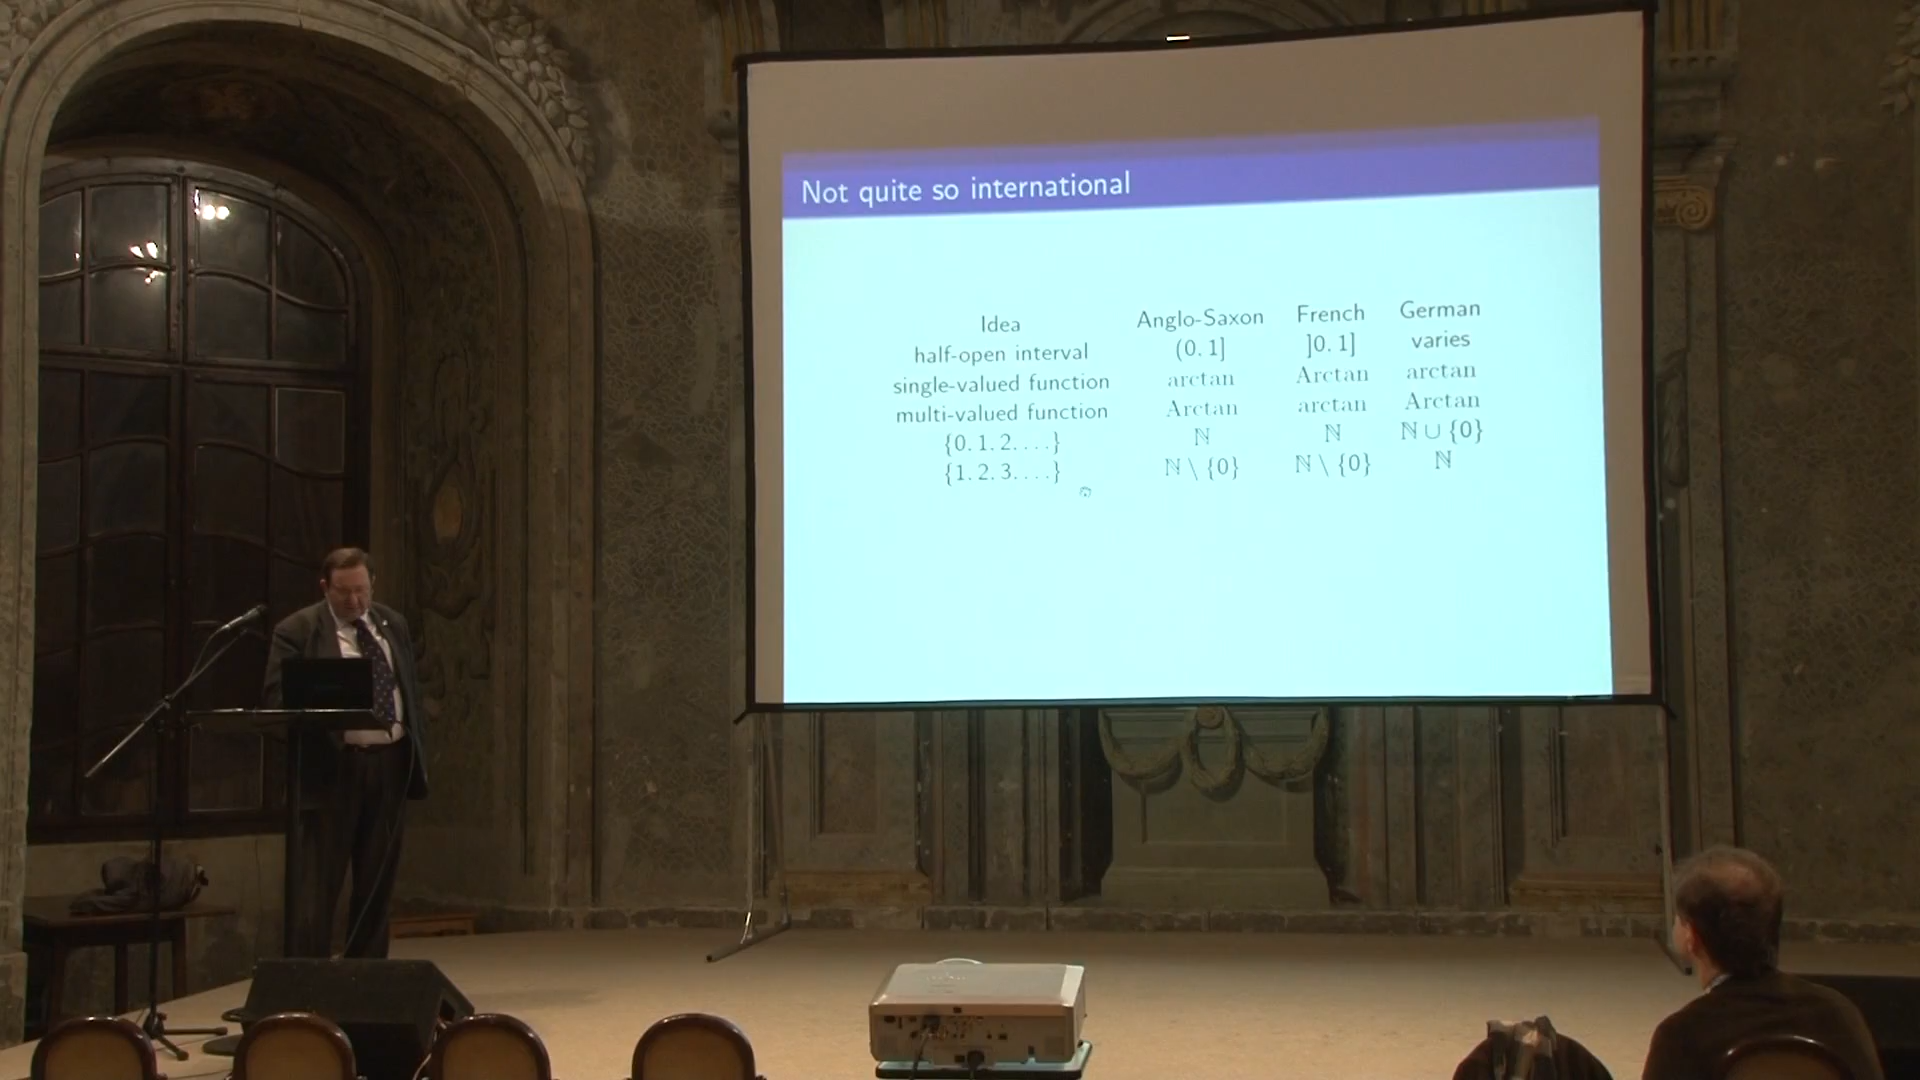 Not quite so international
Idea Anglo-Saxon French German
half-open interval (0, 1] ]0, 1] varies
single-valued function arctan Arctan arctan
multi-valued function Arctan arctan Arctan
{0, 1, 2, . . .} ℕ ℕ ℕ ∪ {0}
{1, 2, 3, . . .} ℕ \ {0} ℕ \ {0} ℕ